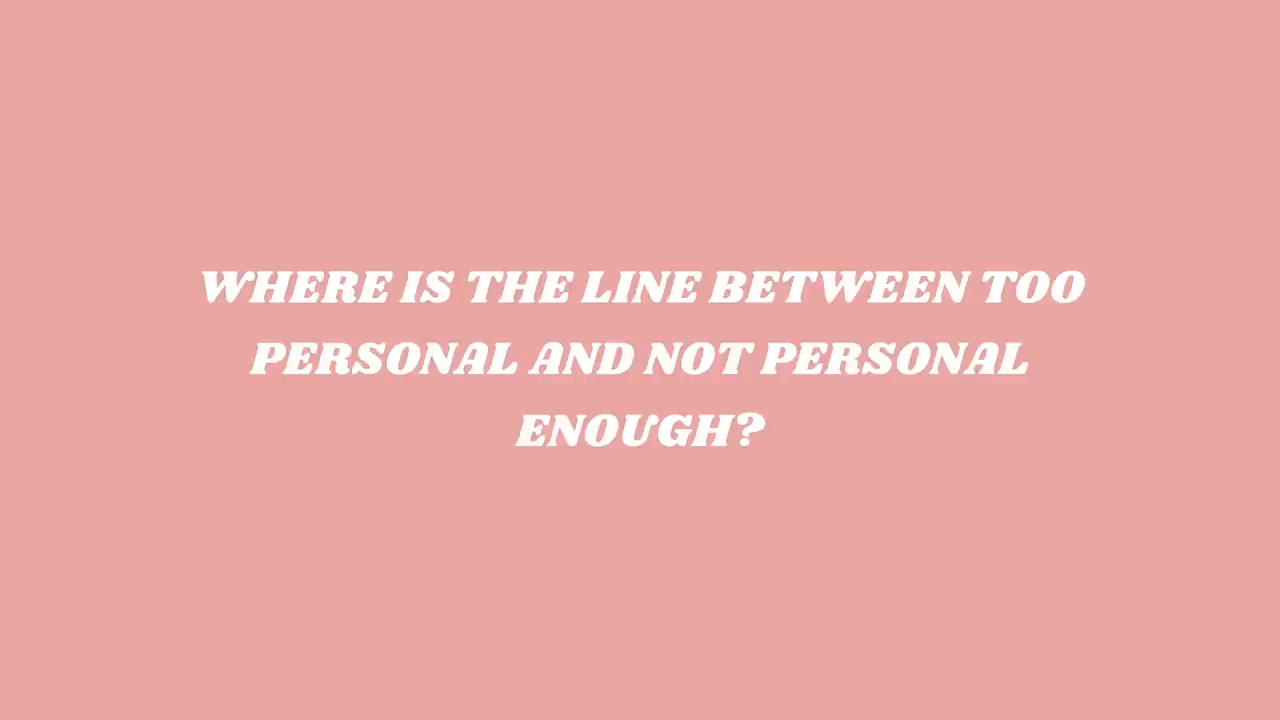 WHERE IS THE LINE BETWEEN TOO
PERSONAL AND NOT PERSONAL
ENOUGH?